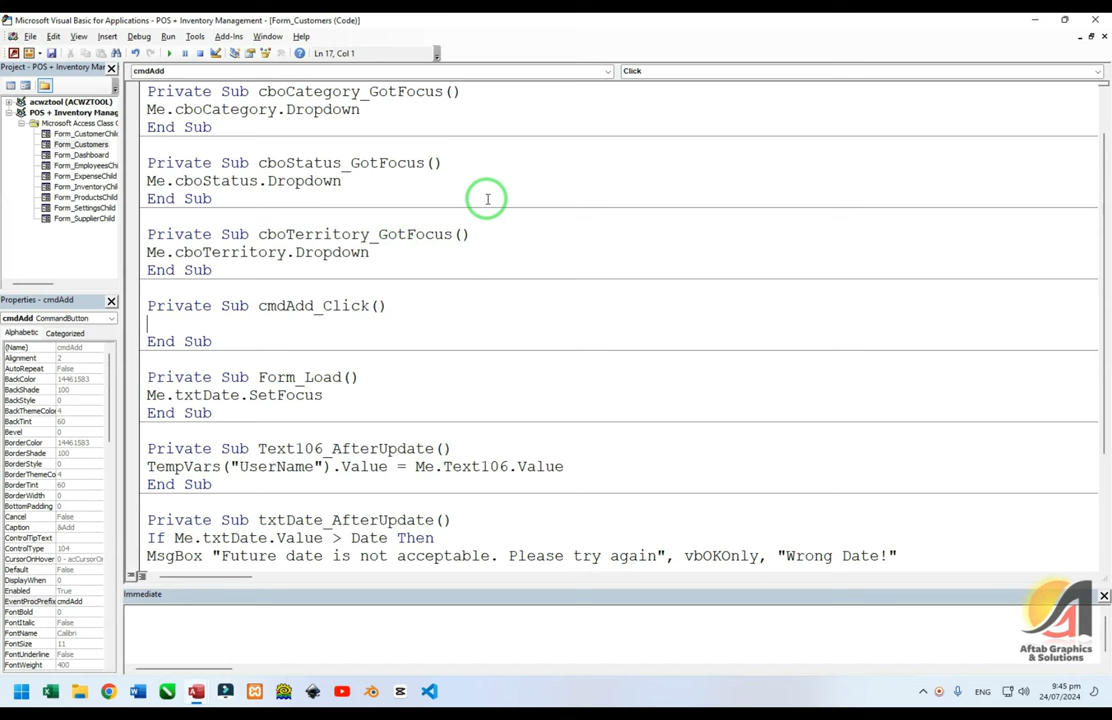 Microsoft Visual Basic for Applications - POS + Inventory Management - [Form_Customers (Code)]
File Edit View Insert Debug Run Tools Add-Ins Window Help
Ln 17, Col 1
Project - POS + Inventory Mar
acwztool (ACWZTOOL)
POS + Inventory Manag
Microsoft Access Class C
Form_CustomerChil
Form_Customers
Form_Dashboard
Form_EmployeesChi
Form_ExpenseChild
Form_InventoryChil
Form_ProductsChild
Form_SettingsChild
Form_SupplierChild
Properties - cmdAdd
cmdAdd CommandButton
Alphabetic Categorized
(Name) cmdAdd
Alignment 2
AutoRepeat False
BackColor 14461583
BackShade 100
BackStyle 0
BackThemeColor 4
BackTint 60
Bevel 0
BorderColor 14461583
BorderShade 100
BorderStyle 0
BorderThemeCo 4
BorderTint 60
BorderWidth 0
BottomPadding 0
Cancel False
Caption &Add
ControlTipText
ControlType 104
CursorOnHover 0 - acCursorOn
Default False
DisplayWhen 0
Enabled True
EventProcPrefix cmdAdd
FontBold 0
FontItalic False
FontName Calibri
FontSize 11
FontUnderline False
FontWeight 400
cmdAdd
Click
Private Sub cboCategory_GotFocus()
Me.cboCategory.Dropdown
End Sub
Private Sub cboStatus_GotFocus()
Me.cboStatus.Dropdown
End Sub
Private Sub cboTerritory_GotFocus()
Me.cboTerritory.Dropdown
End Sub
Private Sub cmdAdd_Click()
End Sub
Private Sub Form_Load()
Me.txtDate.SetFocus
End Sub
Private Sub Text106_AfterUpdate()
TempVars("UserName").Value = Me.Text106.Value
End Sub
Private Sub txtDate_AfterUpdate()
If Me.txtDate.Value > Date Then
MsgBox "Future date is not acceptable. Please try again", vbOKOnly, "Wrong Date!"
Immediate
Aftab Graphics
& Solutions
ENG
9:45 pm
24/07/2024